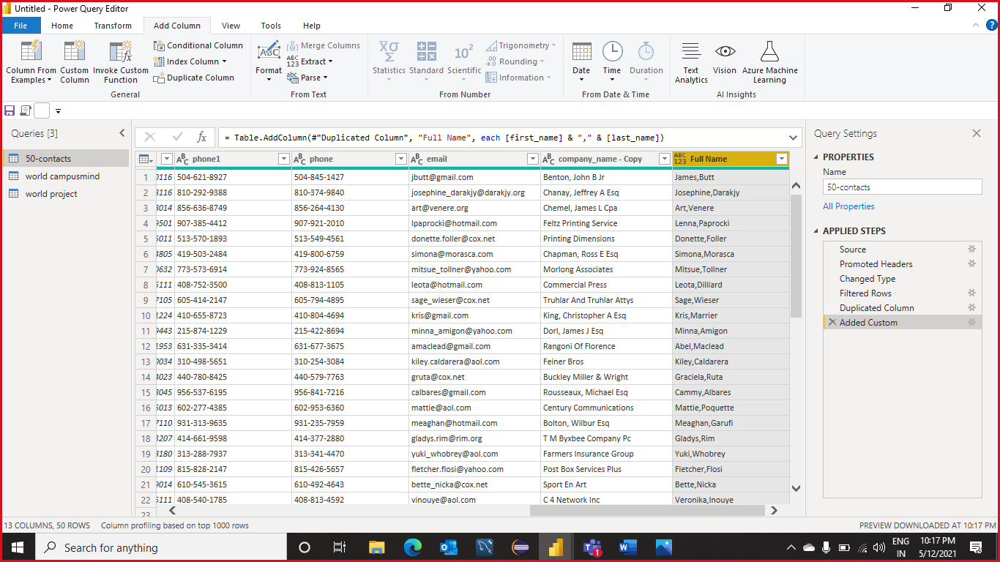 Untitled - Power Query Editor
File Home Transform Add Column View Tools Help
Column From Examples
Custom Column
Invoke Custom Function
Conditional Column
Index Column
Duplicate Column
General
ABC
Format
Merge Columns
ABC 123 Extract
abc Parse
From Text
XO Statistics
Standard
10² Scientific
Trigonometry
.00 Rounding
Information
From Number
Date
Time
Duration
From Date & Time
Text Analytics
Vision
Azure Machine Learning
AI Insights
Queries [3]
50-contacts
world campusmind
world project
fx = Table.AddColumn(#"Duplicated Column", "Full Name", each [first_name] & "," & [last_name])
ABC phone1 ABC phone ABC email ABC company_name - Copy ABC 123 Full Name
1 0116 504-621-8927 504-845-1427 jbutt@gmail.com Benton, John B Jr James,Butt
2 8116 810-292-9388 810-374-9840 josephine_darakjy@darakjy.org Chanay, Jeffrey A Esq Josephine,Darakjy
3 8014 856-636-8749 856-264-4130 art@venere.org Chemel, James L Cpa Art,Venere
4 9501 907-385-4412 907-921-2010 lpaprocki@hotmail.com Feltz Printing Service Lenna,Paprocki
5 5011 513-570-1893 513-549-4561 donette.foller@cox.net Printing Dimensions Donette,Foller
6 4805 419-503-2484 419-800-6759 simona@morasca.com Chapman, Ross E Esq Simona,Morasca
7 0632 773-573-6914 773-924-8565 mitsue_tollner@yahoo.com Morlong Associates Mitsue,Tollner
8 5111 408-752-3500 408-813-1105 leota@hotmail.com Commercial Press Leota,Dilliard
9 7105 605-414-2147 605-794-4895 sage_wieser@cox.net Truhlar And Truhlar Attys Sage,Wieser
10 1224 410-655-8723 410-804-4694 kris@gmail.com King, Christopher A Esq Kris,Marrier
11 9443 215-874-1229 215-422-8694 minna_amigon@yahoo.com Dorl, James J Esq Minna,Amigon
12 1953 631-335-3414 631-677-3675 amaclead@gmail.com Rangoni Of Florence Abel,Maclead
13 0034 310-498-5651 310-254-3084 kiley.caldarera@aol.com Feiner Bros Kiley,Caldarera
14 4023 440-780-8425 440-579-7763 gruta@cox.net Buckley Miller & Wright Graciela,Ruta
15 8045 956-537-6195 956-841-7216 calbares@gmail.com Rousseaux, Michael Esq Cammy,Albares
16 5013 602-277-4385 602-953-6360 mattie@aol.com Century Communications Mattie,Poquette
17 7110 931-313-9635 931-235-7959 meaghan@hotmail.com Bolton, Wilbur Esq Meaghan,Garufi
18 3207 414-661-9598 414-377-2880 gladys.rim@rim.org T M Byxbee Company Pc Gladys,Rim
19 8180 313-288-7937 313-341-4470 yuki_whobrey@aol.com Farmers Insurance Group Yuki,Whobrey
20 1109 815-828-2147 815-426-5657 fletcher.flosi@yahoo.com Post Box Services Plus Fletcher,Flosi
21 9014 610-545-3615 610-492-4643 bette_nicka@cox.net Sport En Art Bette,Nicka
22 5111 408-540-1785 408-813-4592 vinouye@aol.com C 4 Network Inc Veronika,Inouye
23
Query Settings
PROPERTIES
Name
50-contacts
All Properties
APPLIED STEPS
Source
Promoted Headers
Changed Type
Filtered Rows
Duplicated Column
Added Custom
13 COLUMNS, 50 ROWS Column profiling based on top 1000 rows PREVIEW DOWNLOADED AT 10:17 PM
Search for anything
1
ENG IN
10:17 PM
5/12/2021